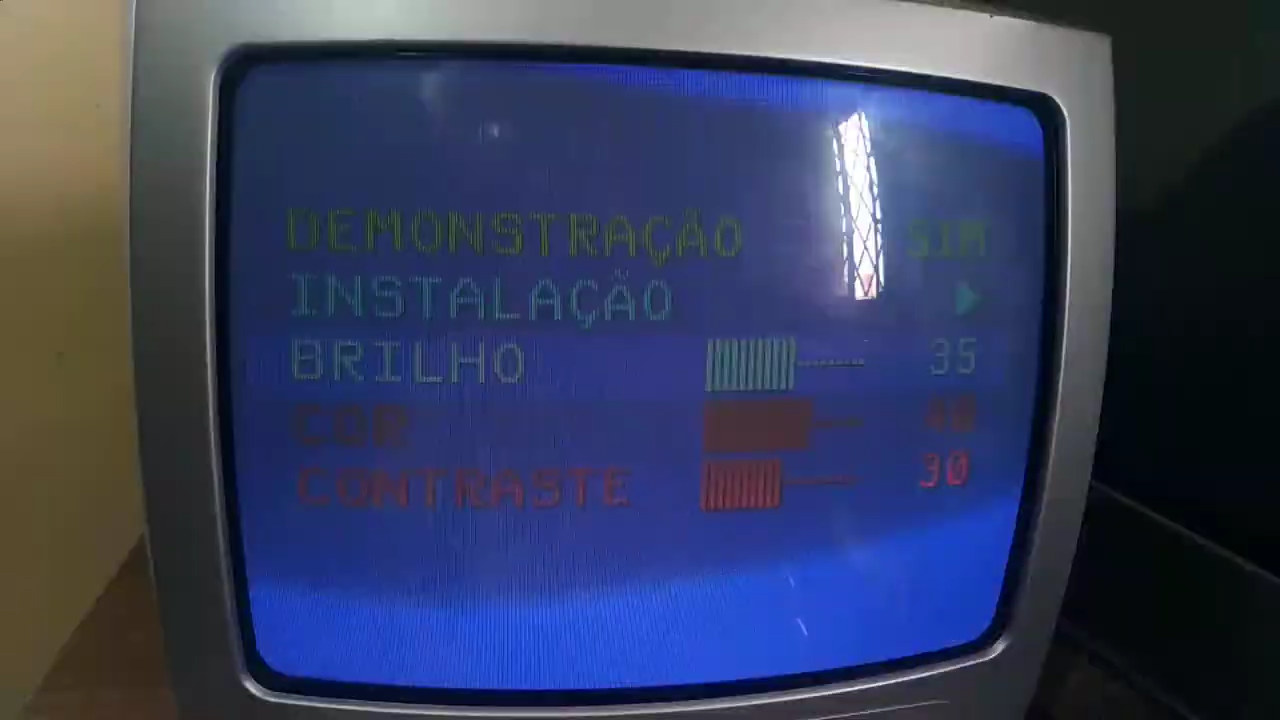 DEMONSTRAÇÃO SIM
INSTALAÇÃO
BRILHO 35
COR 40
CONTRASTE 30